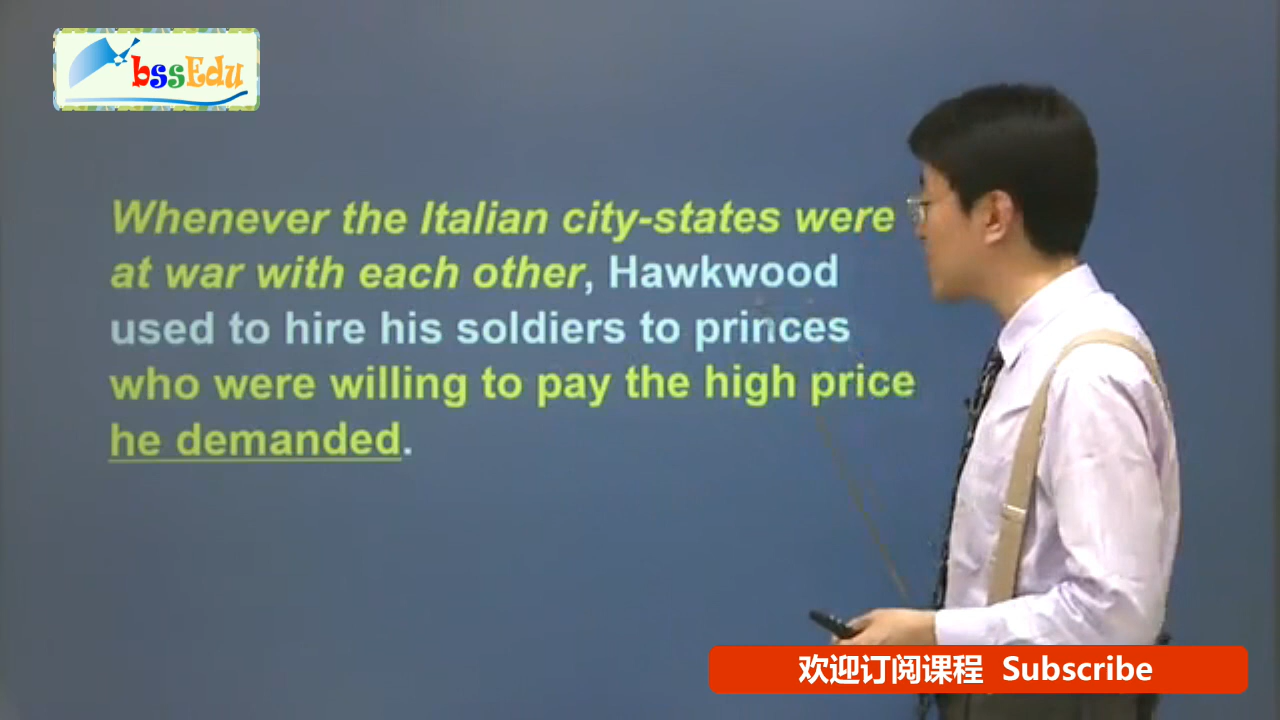 bssEdu
Whenever the Italian city-states were
at war with each other, Hawkwood
used to hire his soldiers to princes
who were willing to pay the high price
he demanded.
欢迎订阅课程 Subscribe